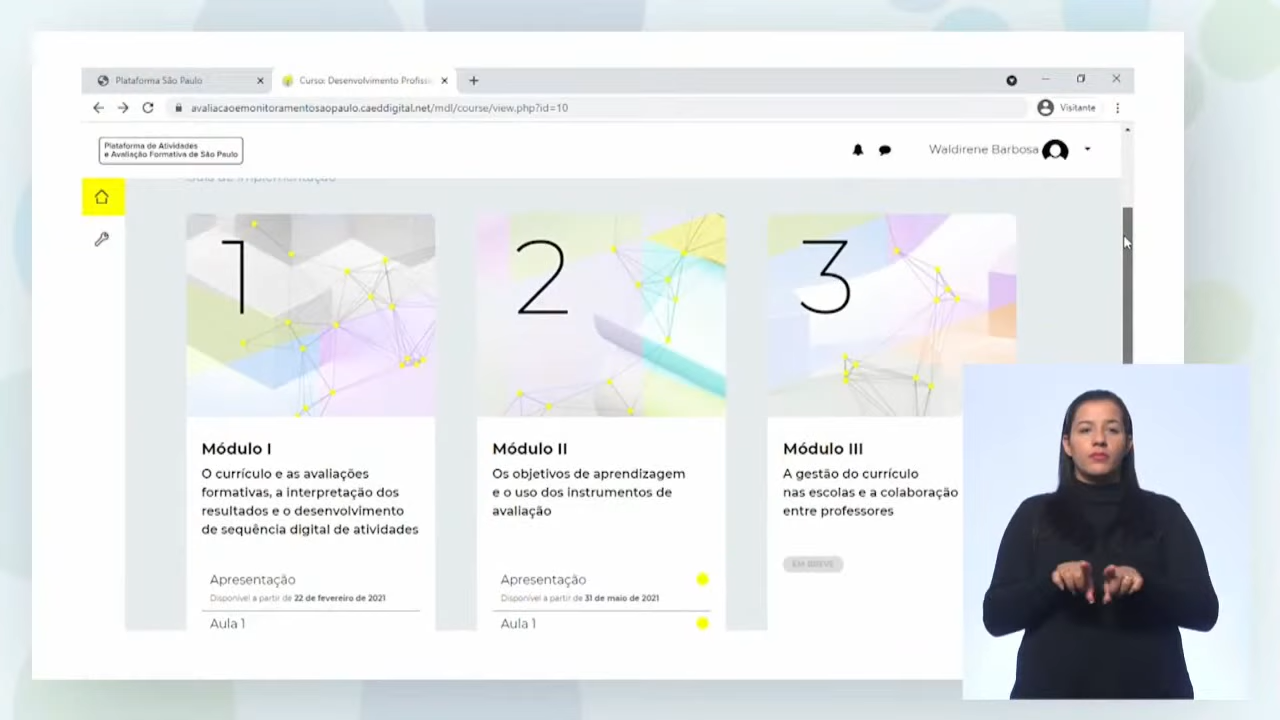 Plataforma São Paulo
Curso: Desenvolvimento Profiss
avaliacaoemonitoramentosaopaulo.caeddigital.net/mdl/course/view.php?id=10
Visitante
Plataforma de Atividades
e Avaliação Formativa de São Paulo
Waldirene Barbosa
Guia de Implementação
1
2
3
Módulo I
O currículo e as avaliações
formativas, a interpretação dos
resultados e o desenvolvimento
de sequência digital de atividades
Apresentação
Disponível a partir de 22 de fevereiro de 2021
Aula 1
Módulo II
Os objetivos de aprendizagem
e o uso dos instrumentos de
avaliação
Apresentação
Disponível a partir de 31 de maio de 2021
Aula 1
Módulo III
A gestão do currículo
nas escolas e a colaboração
entre professores
EM BREVE